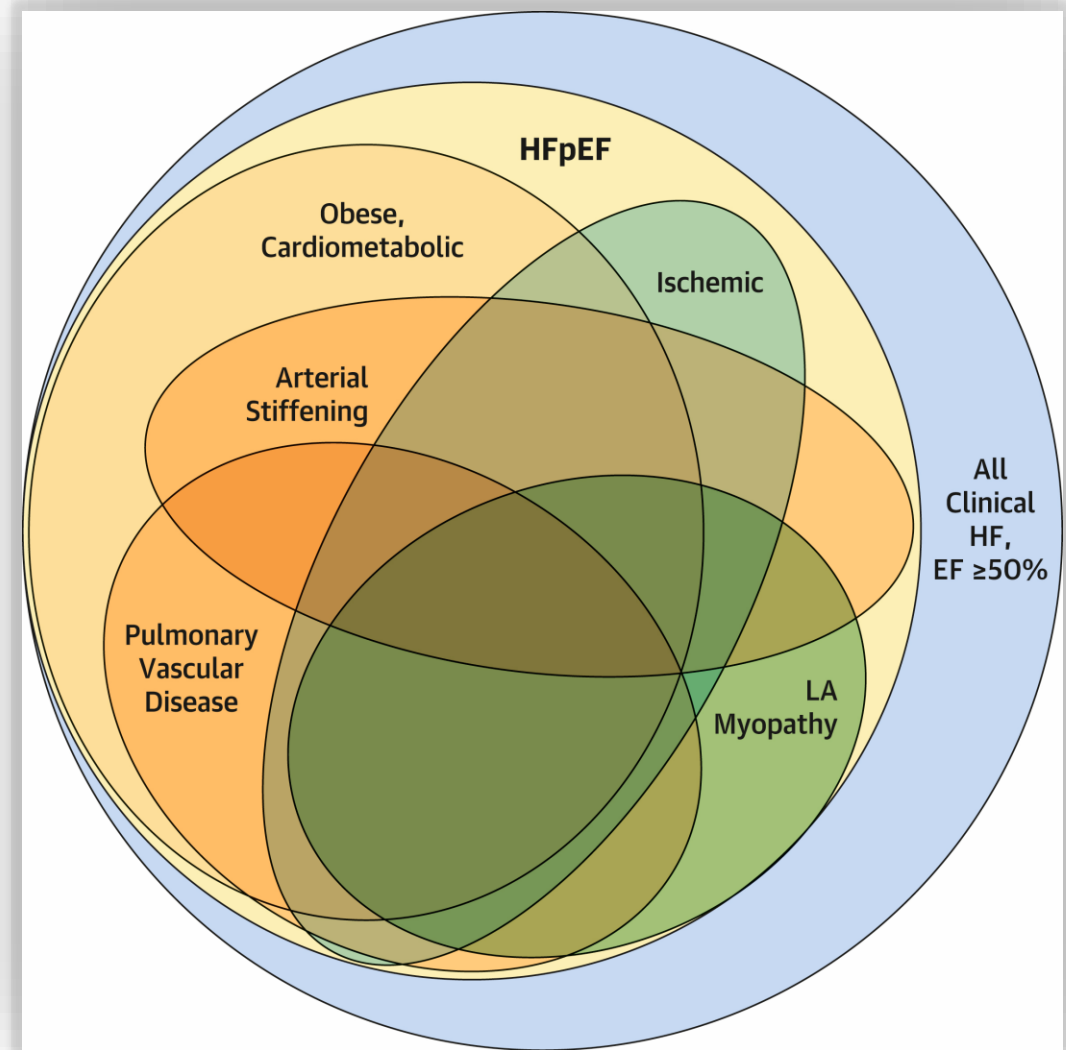 HFpEF
Obese,
Cardiometabolic
Ischemic
Arterial
Stiffening
All
Clinical
HF,
EF ≥50%
Pulmonary
Vascular
Disease
LA
Myopathy